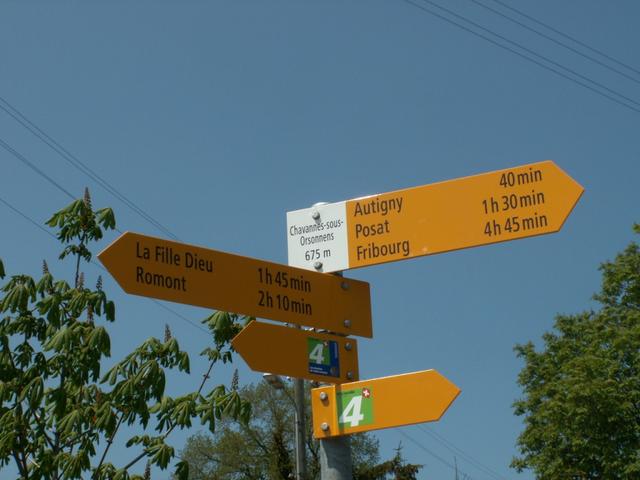 Chavannes-sous-
Orsonnens
675 m
Autigny 40 min
Posat 1 h 30 min
Fribourg 4 h 45 min
La Fille Dieu 1 h 45 min
Romont 2 h 10 min
4
4